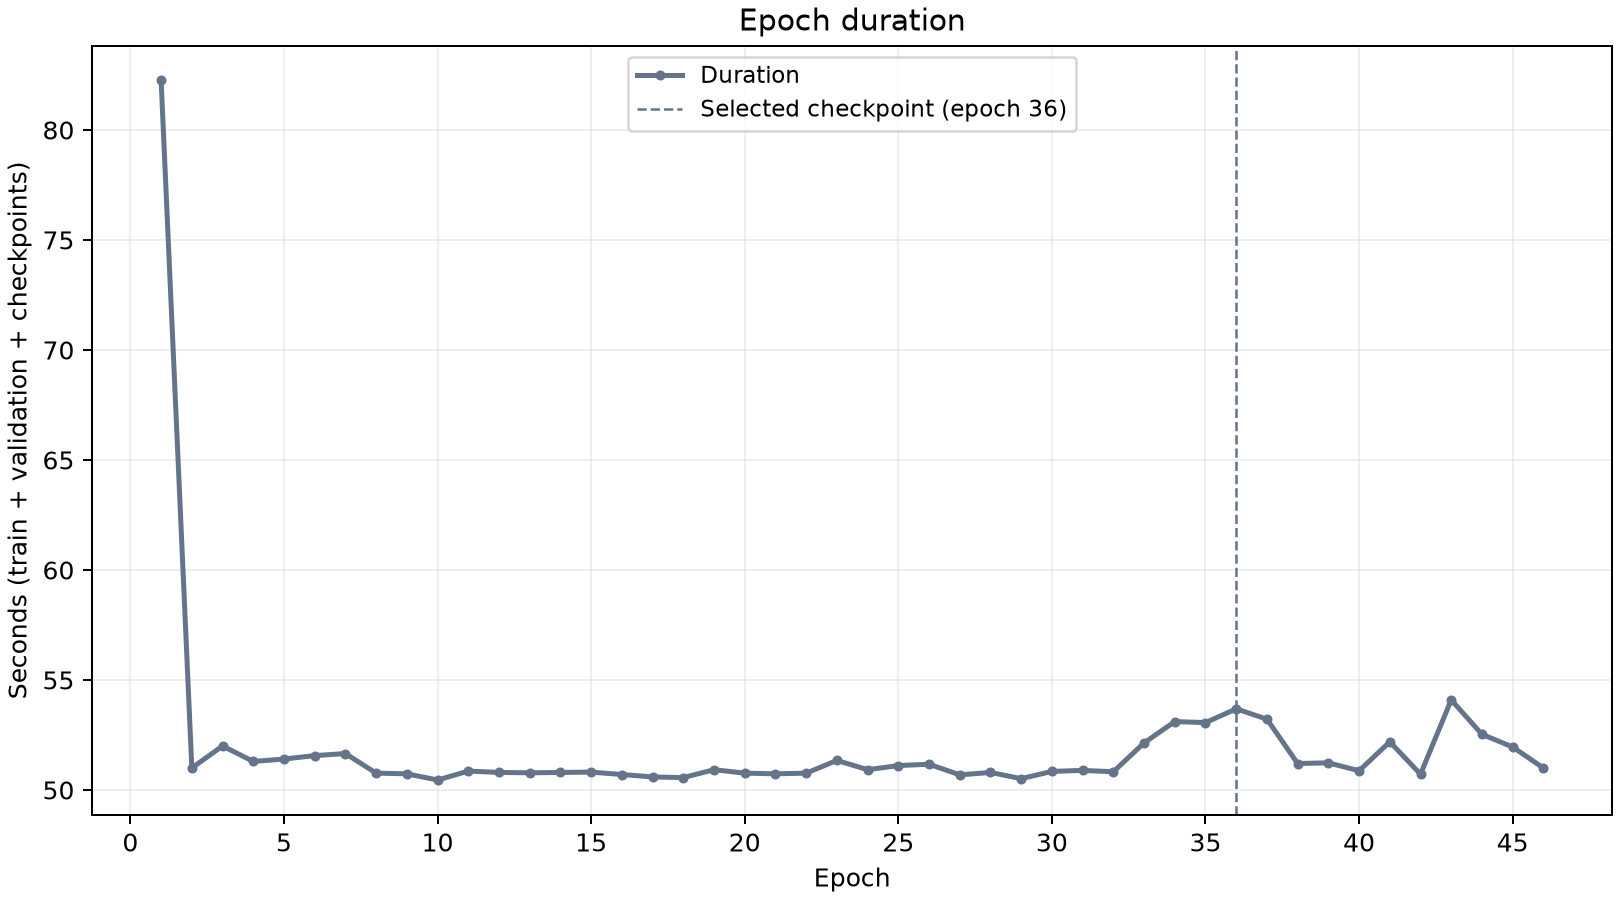 Epoch duration
Duration
Selected checkpoint (epoch 36)
Seconds (train + validation + checkpoints)
80
75
70
65
60
55
50
0 5 10 15 20 25 30 35 40 45
Epoch